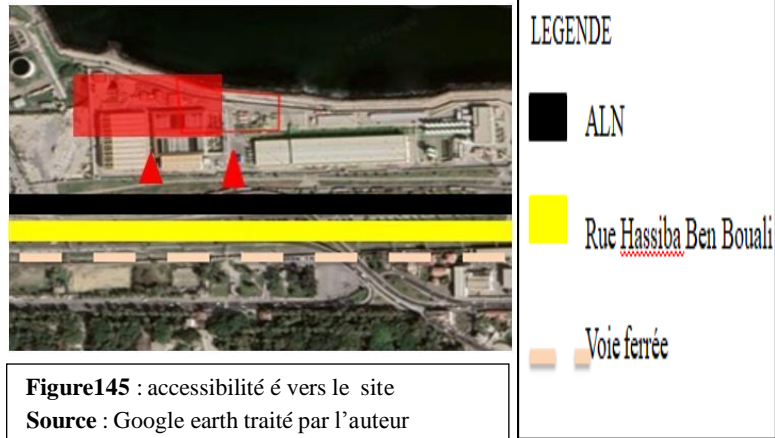 LEGENDE
ALN
Rue Hassiba Ben Bouali
Voie ferrée
Figure145 : accessibilité é vers le site
Source : Google earth traité par l’auteur